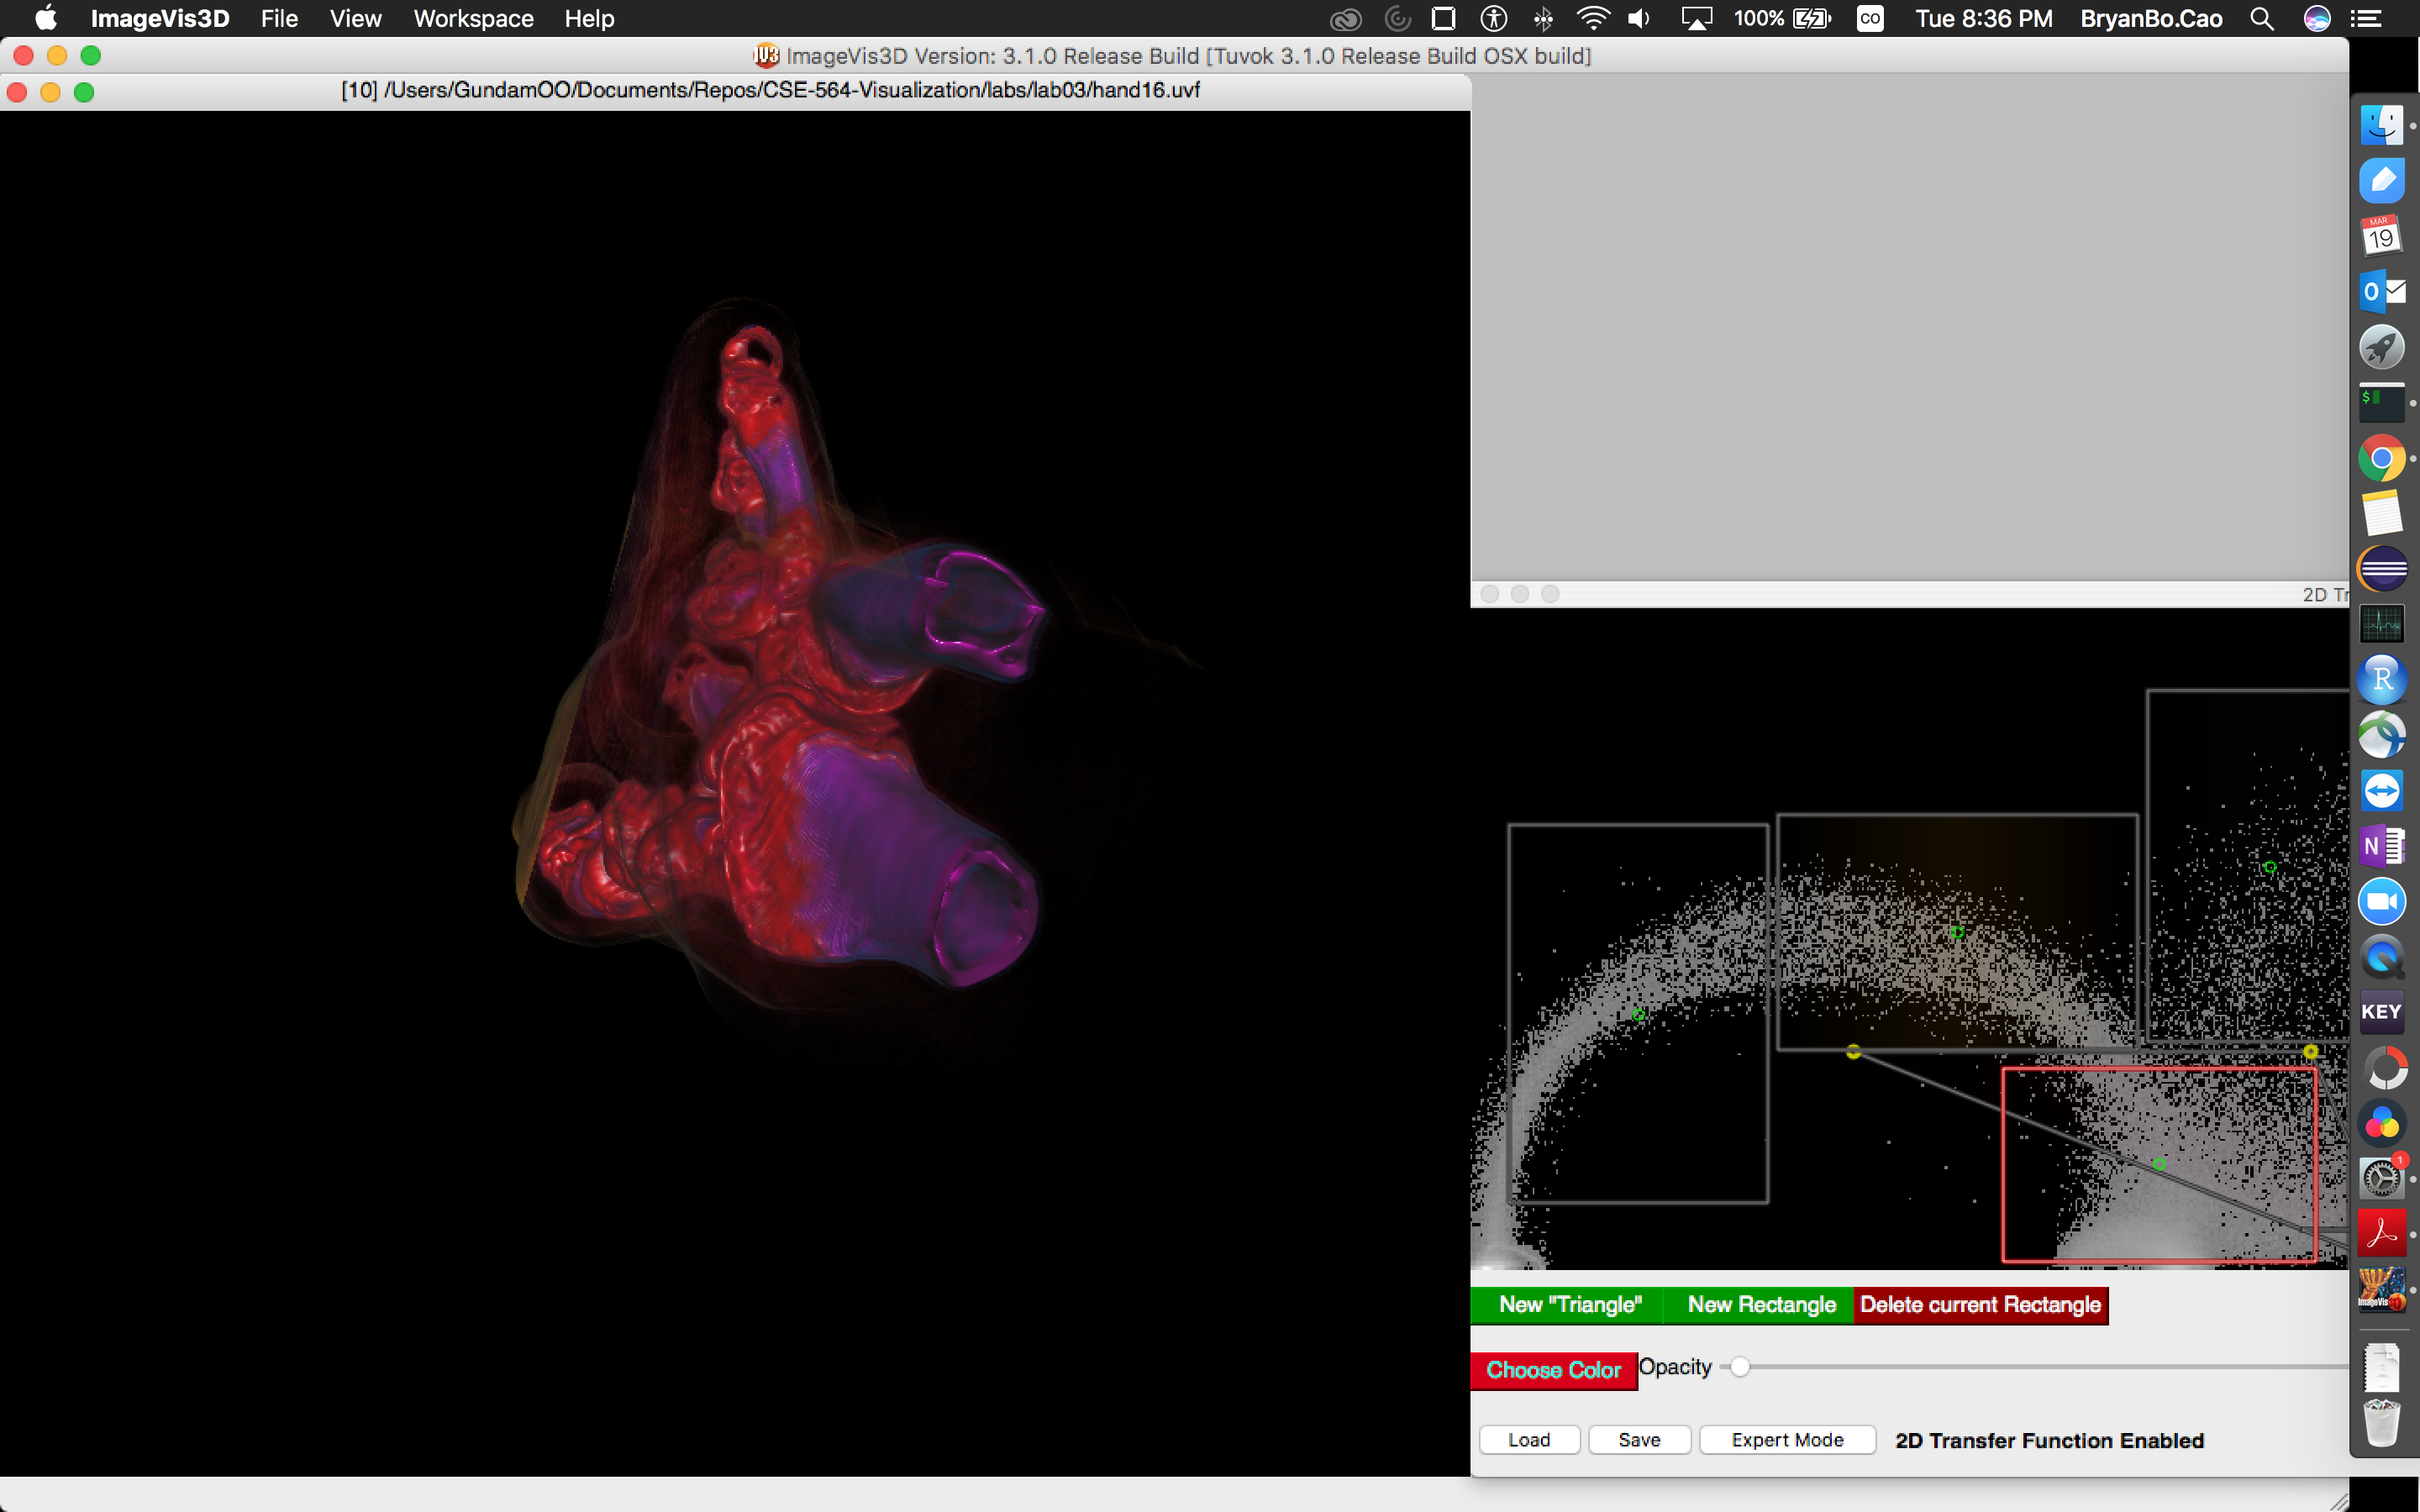 ImageVis3D File View Workspace Help 100% CO Tue 8:36 PM BryanBo.Cao
IV3 ImageVis3D Version: 3.1.0 Release Build [Tuvok 3.1.0 Release Build OSX build]
[10] /Users/GundamOO/Documents/Repos/CSE-564-Visualization/labs/lab03/hand16.uvf
MAR
19
O
$
2D Tr
R
N
KEY
1
ImageVis3D
New "Triangle" New Rectangle Delete current Rectangle
Choose Color Opacity
Load Save Expert Mode 2D Transfer Function Enabled